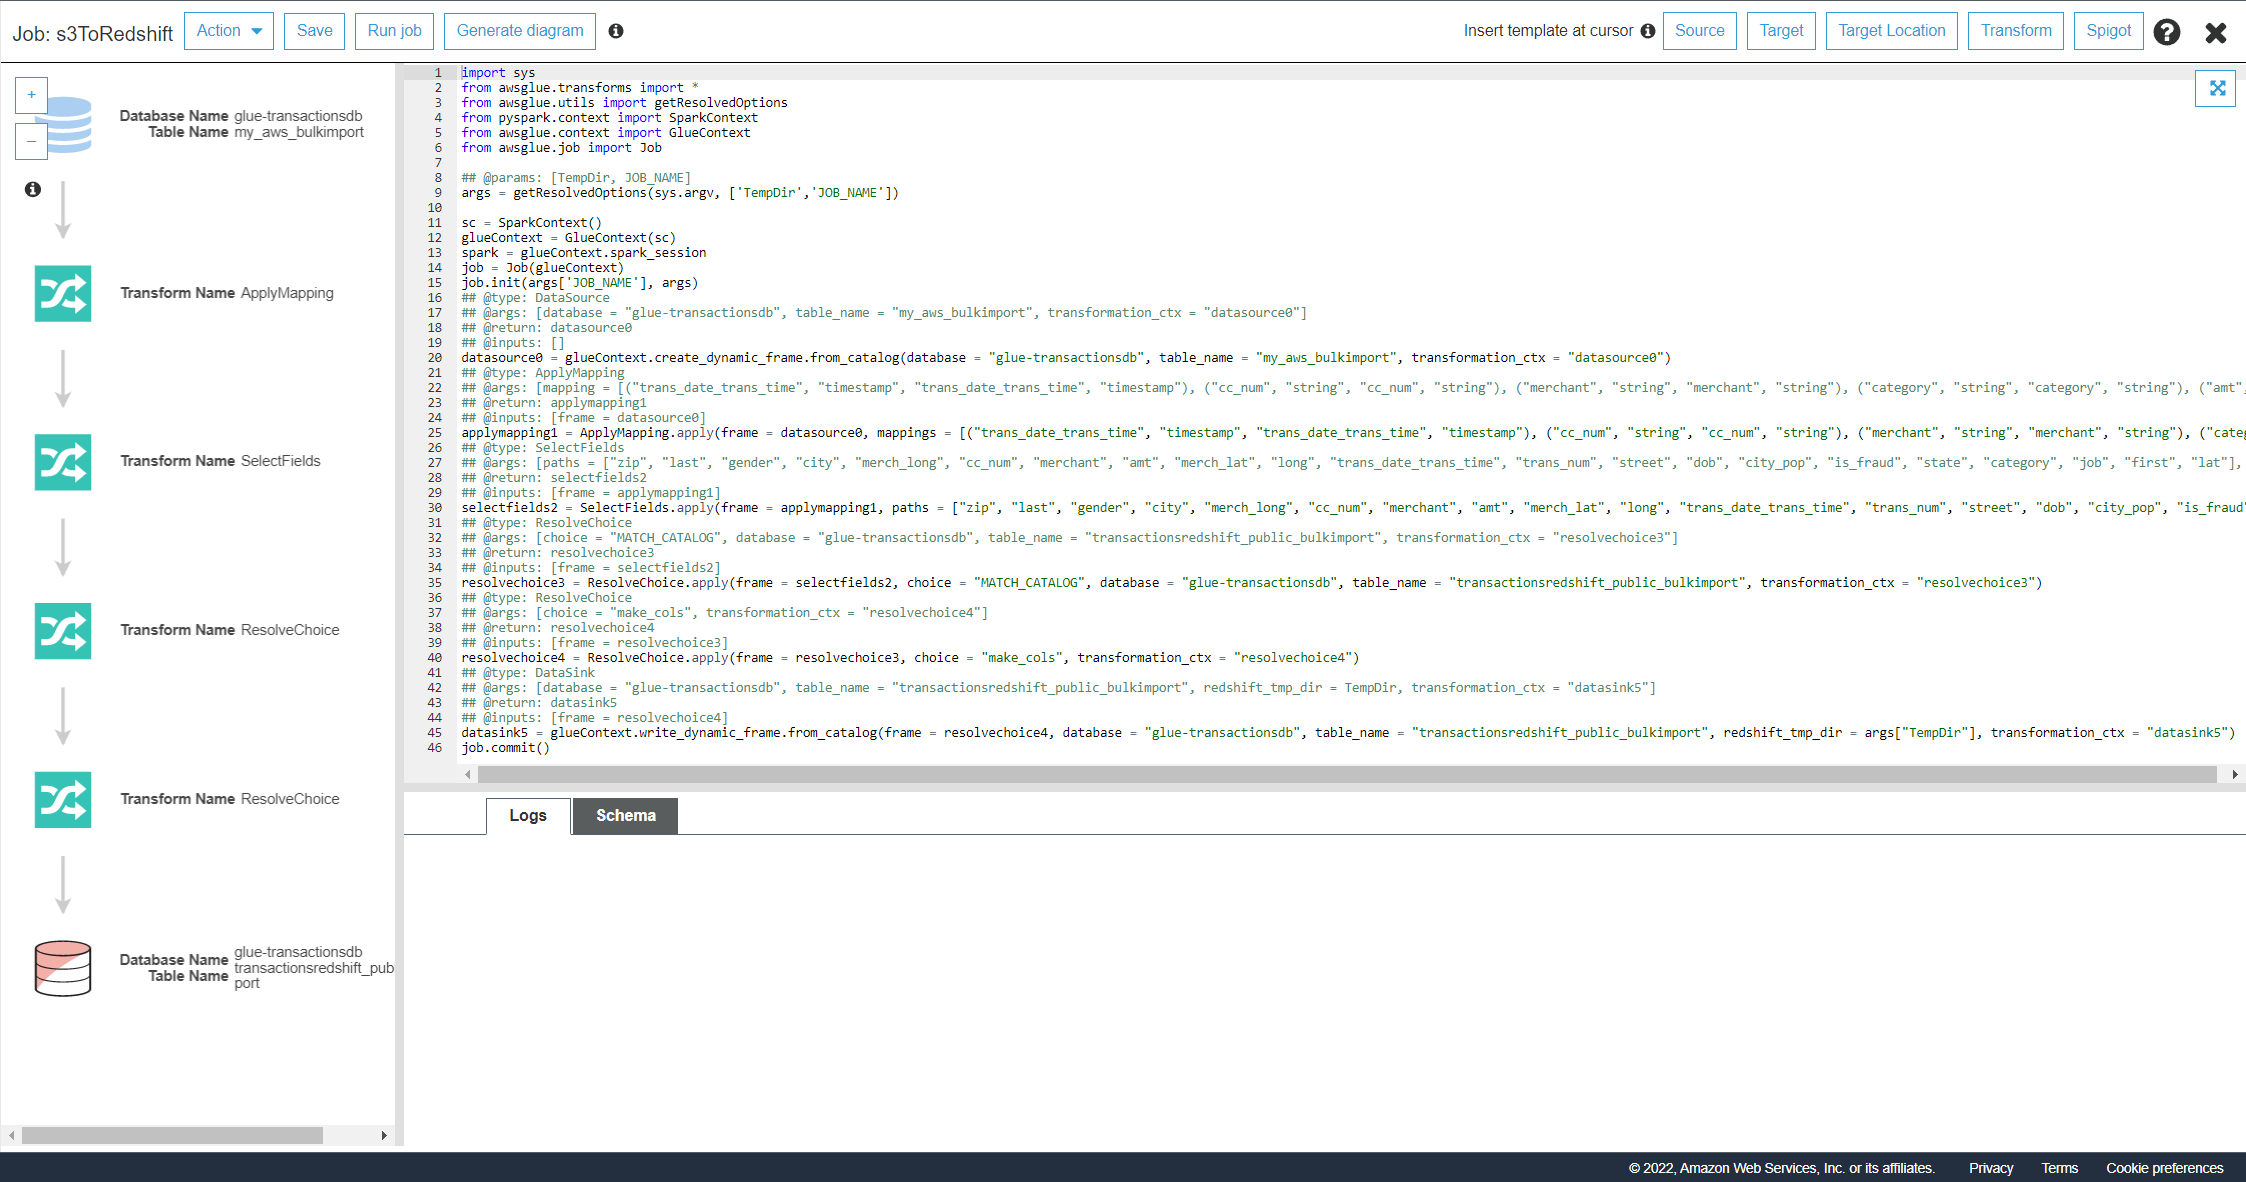 Job: s3ToRedshift Action Save Run job Generate diagram Insert template at cursor Source Target Target Location Transform Spigot
+
Database Name glue-transactionsdb
Table Name my_aws_bulkimport
−
Transform Name ApplyMapping
Transform Name SelectFields
Transform Name ResolveChoice
Transform Name ResolveChoice
Database Name glue-transactionsdb
Table Name transactionsredshift_pub
port
1 import sys
2 from awsglue.transforms import *
3 from awsglue.utils import getResolvedOptions
4 from pyspark.context import SparkContext
5 from awsglue.context import GlueContext
6 from awsglue.job import Job
7
8 ## @params: [TempDir, JOB_NAME]
9 args = getResolvedOptions(sys.argv, ['TempDir','JOB_NAME'])
10
11 sc = SparkContext()
12 glueContext = GlueContext(sc)
13 spark = glueContext.spark_session
14 job = Job(glueContext)
15 job.init(args['JOB_NAME'], args)
16 ## @type: DataSource
17 ## @args: [database = "glue-transactionsdb", table_name = "my_aws_bulkimport", transformation_ctx = "datasource0"]
18 ## @return: datasource0
19 ## @inputs: []
20 datasource0 = glueContext.create_dynamic_frame.from_catalog(database = "glue-transactionsdb", table_name = "my_aws_bulkimport", transformation_ctx = "datasource0")
21 ## @type: ApplyMapping
22 ## @args: [mapping = [("trans_date_trans_time", "timestamp", "trans_date_trans_time", "timestamp"), ("cc_num", "string", "cc_num", "string"), ("merchant", "string", "merchant", "string"), ("category", "string", "category", "string"), ("amt",
23 ## @return: applymapping1
24 ## @inputs: [frame = datasource0]
25 applymapping1 = ApplyMapping.apply(frame = datasource0, mappings = [("trans_date_trans_time", "timestamp", "trans_date_trans_time", "timestamp"), ("cc_num", "string", "cc_num", "string"), ("merchant", "string", "merchant", "string"), ("categ
26 ## @type: SelectFields
27 ## @args: [paths = ["zip", "last", "gender", "city", "merch_long", "cc_num", "merchant", "amt", "merch_lat", "long", "trans_date_trans_time", "trans_num", "street", "dob", "city_pop", "is_fraud", "state", "category", "job", "first", "lat"],
28 ## @return: selectfields2
29 ## @inputs: [frame = applymapping1]
30 selectfields2 = SelectFields.apply(frame = applymapping1, paths = ["zip", "last", "gender", "city", "merch_long", "cc_num", "merchant", "amt", "merch_lat", "long", "trans_date_trans_time", "trans_num", "street", "dob", "city_pop", "is_fraud"
31 ## @type: ResolveChoice
32 ## @args: [choice = "MATCH_CATALOG", database = "glue-transactionsdb", table_name = "transactionsredshift_public_bulkimport", transformation_ctx = "resolvechoice3"]
33 ## @return: resolvechoice3
34 ## @inputs: [frame = selectfields2]
35 resolvechoice3 = ResolveChoice.apply(frame = selectfields2, choice = "MATCH_CATALOG", database = "glue-transactionsdb", table_name = "transactionsredshift_public_bulkimport", transformation_ctx = "resolvechoice3")
36 ## @type: ResolveChoice
37 ## @args: [choice = "make_cols", transformation_ctx = "resolvechoice4"]
38 ## @return: resolvechoice4
39 ## @inputs: [frame = resolvechoice3]
40 resolvechoice4 = ResolveChoice.apply(frame = resolvechoice3, choice = "make_cols", transformation_ctx = "resolvechoice4")
41 ## @type: DataSink
42 ## @args: [database = "glue-transactionsdb", table_name = "transactionsredshift_public_bulkimport", redshift_tmp_dir = TempDir, transformation_ctx = "datasink5"]
43 ## @return: datasink5
44 ## @inputs: [frame = resolvechoice4]
45 datasink5 = glueContext.write_dynamic_frame.from_catalog(frame = resolvechoice4, database = "glue-transactionsdb", table_name = "transactionsredshift_public_bulkimport", redshift_tmp_dir = args["TempDir"], transformation_ctx = "datasink5")
46 job.commit()
Logs Schema
© 2022, Amazon Web Services, Inc. or its affiliates. Privacy Terms Cookie preferences